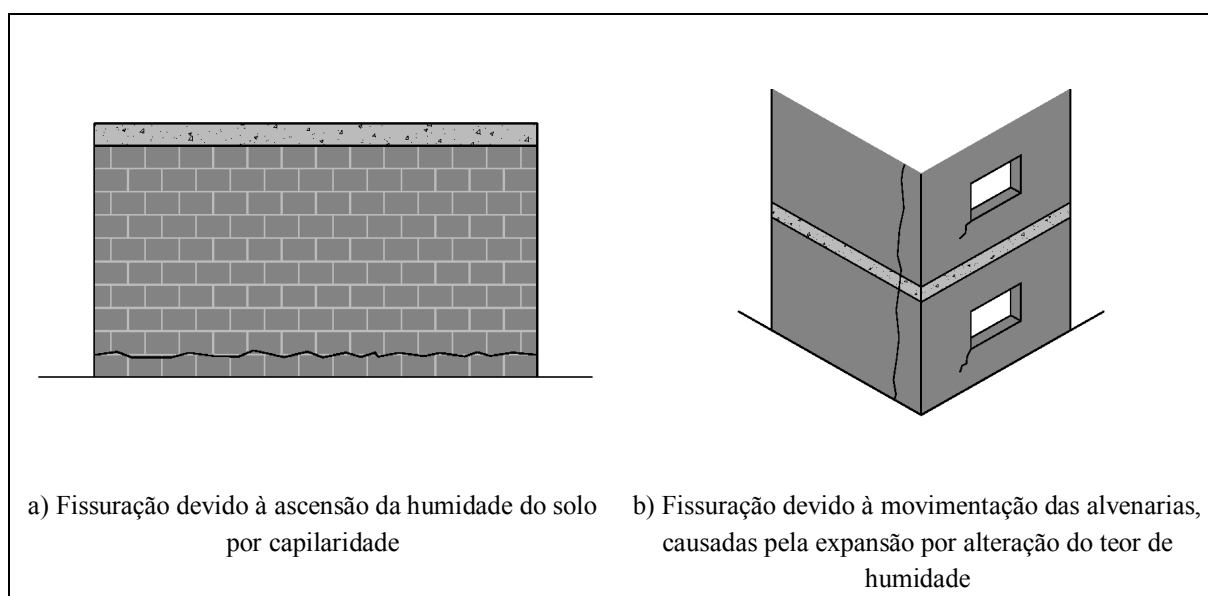 a) Fissuração devido à ascensão da humidade do solo
por capilaridade
b) Fissuração devido à movimentação das alvenarias,
causadas pela expansão por alteração do teor de
humidade